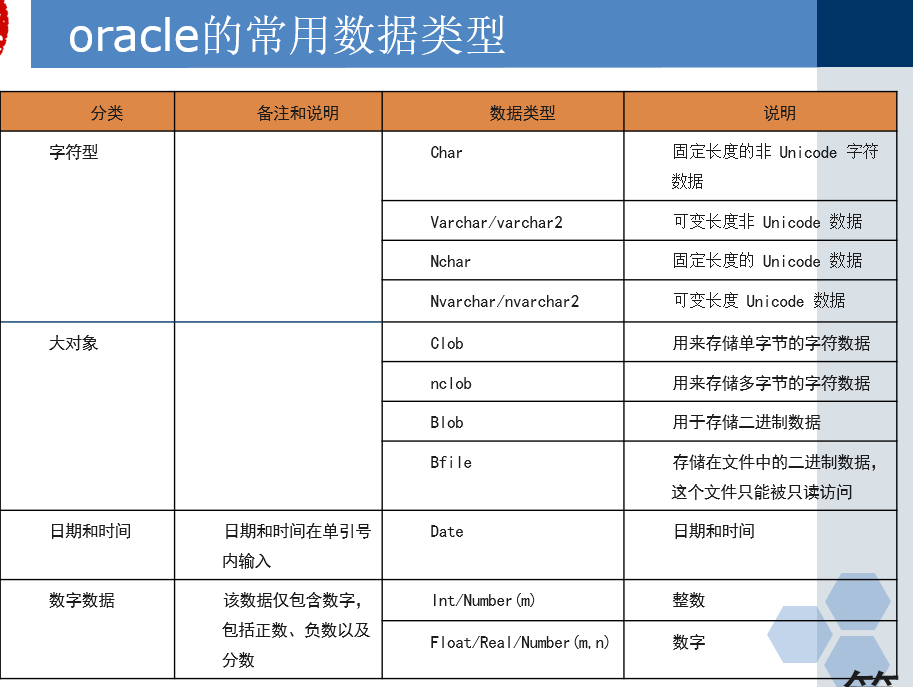 oracle的常用数据类型
分类 备注和说明 数据类型 说明
字符型 Char 固定长度的非 Unicode 字符
数据
Varchar/varchar2 可变长度非 Unicode 数据
Nchar 固定长度的 Unicode 数据
Nvarchar/nvarchar2 可变长度 Unicode 数据
大对象 Clob 用来存储单字节的字符数据
nclob 用来存储多字节的字符数据
Blob 用于存储二进制数据
Bfile 存储在文件中的二进制数据，
这个文件只能被只读访问
日期和时间 日期和时间在单引号 Date 日期和时间
内输入
数字数据 该数据仅包含数字， Int/Number(m) 整数
包括正数、负数以及
分数
Float/Real/Number(m,n) 数字